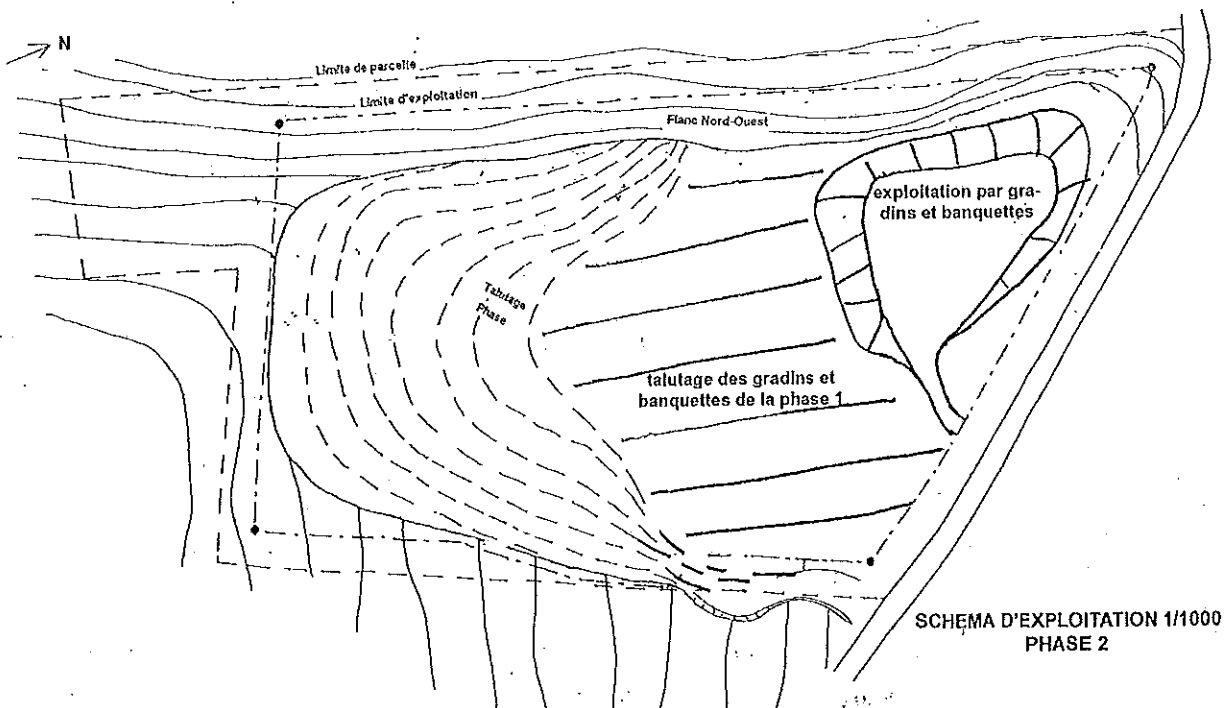 N
Limite de parcelle
Limite d'exploitation
Flanc Nord-Ouest
exploitation par gra-
dins et banquettes
Talutage
Phase
talutage des gradins et
banquettes de la phase 1
SCHEMA D'EXPLOITATION 1/1000
PHASE 2